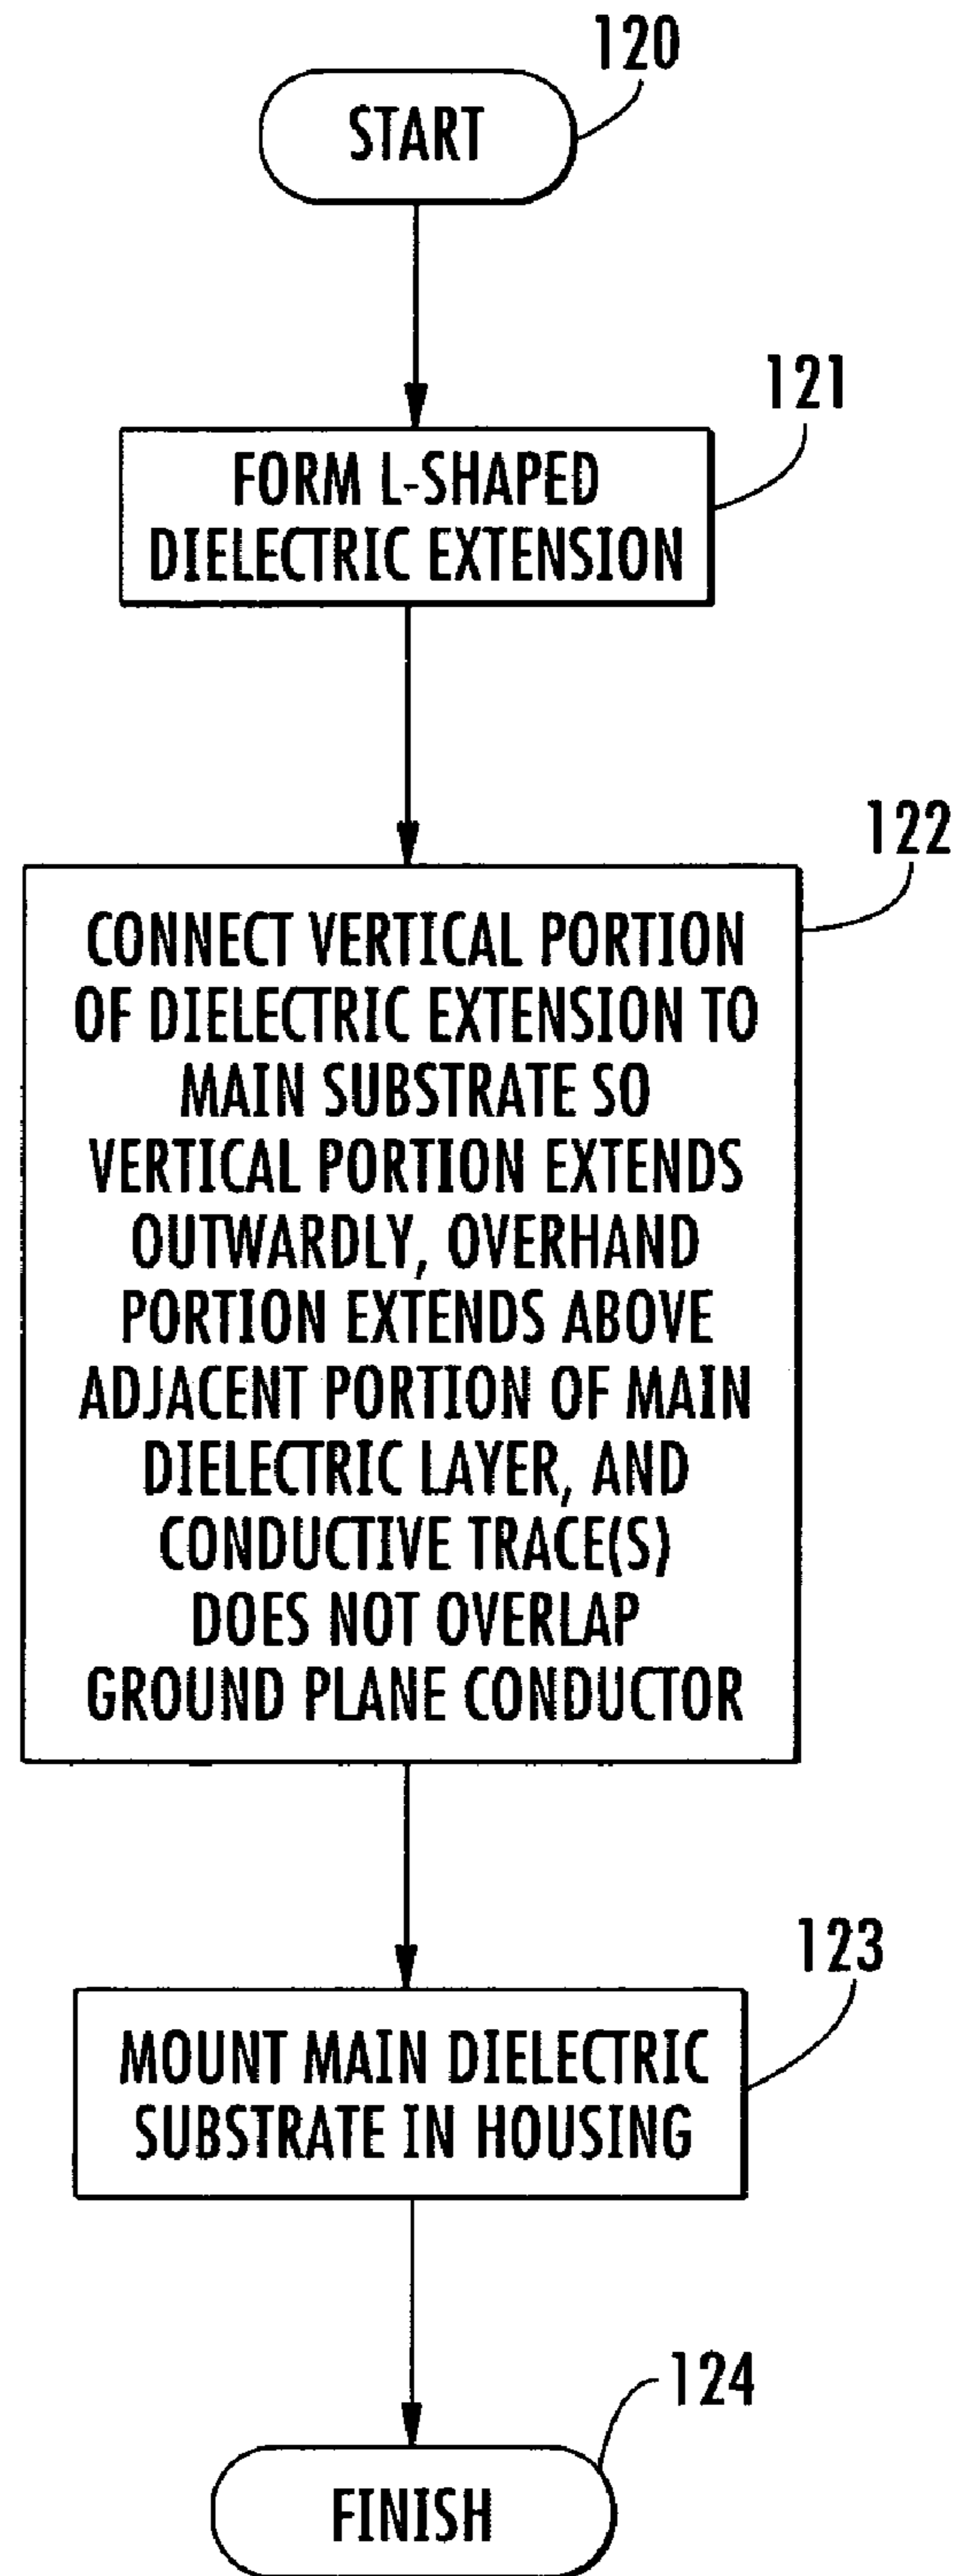 120
START
121
FORM L-SHAPED
DIELECTRIC EXTENSION
122
CONNECT VERTICAL PORTION
OF DIELECTRIC EXTENSION TO
MAIN SUBSTRATE SO
VERTICAL PORTION EXTENDS
OUTWARDLY, OVERHAND
PORTION EXTENDS ABOVE
ADJACENT PORTION OF MAIN
DIELECTRIC LAYER, AND
CONDUCTIVE TRACE(S)
DOES NOT OVERLAP
GROUND PLANE CONDUCTOR
123
MOUNT MAIN DIELECTRIC
SUBSTRATE IN HOUSING
124
FINISH